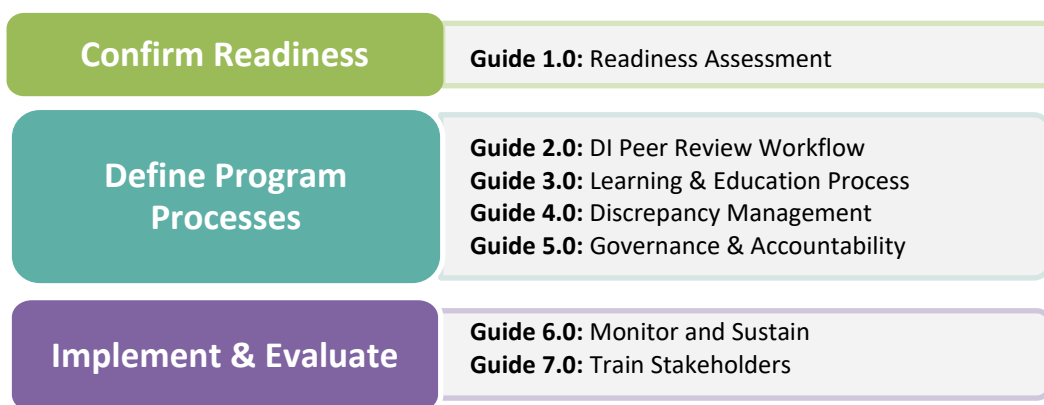 Confirm Readiness
Guide 1.0: Readiness Assessment
Define Program
Processes
Guide 2.0: DI Peer Review Workflow
Guide 3.0: Learning & Education Process
Guide 4.0: Discrepancy Management
Guide 5.0: Governance & Accountability
Implement & Evaluate
Guide 6.0: Monitor and Sustain
Guide 7.0: Train Stakeholders